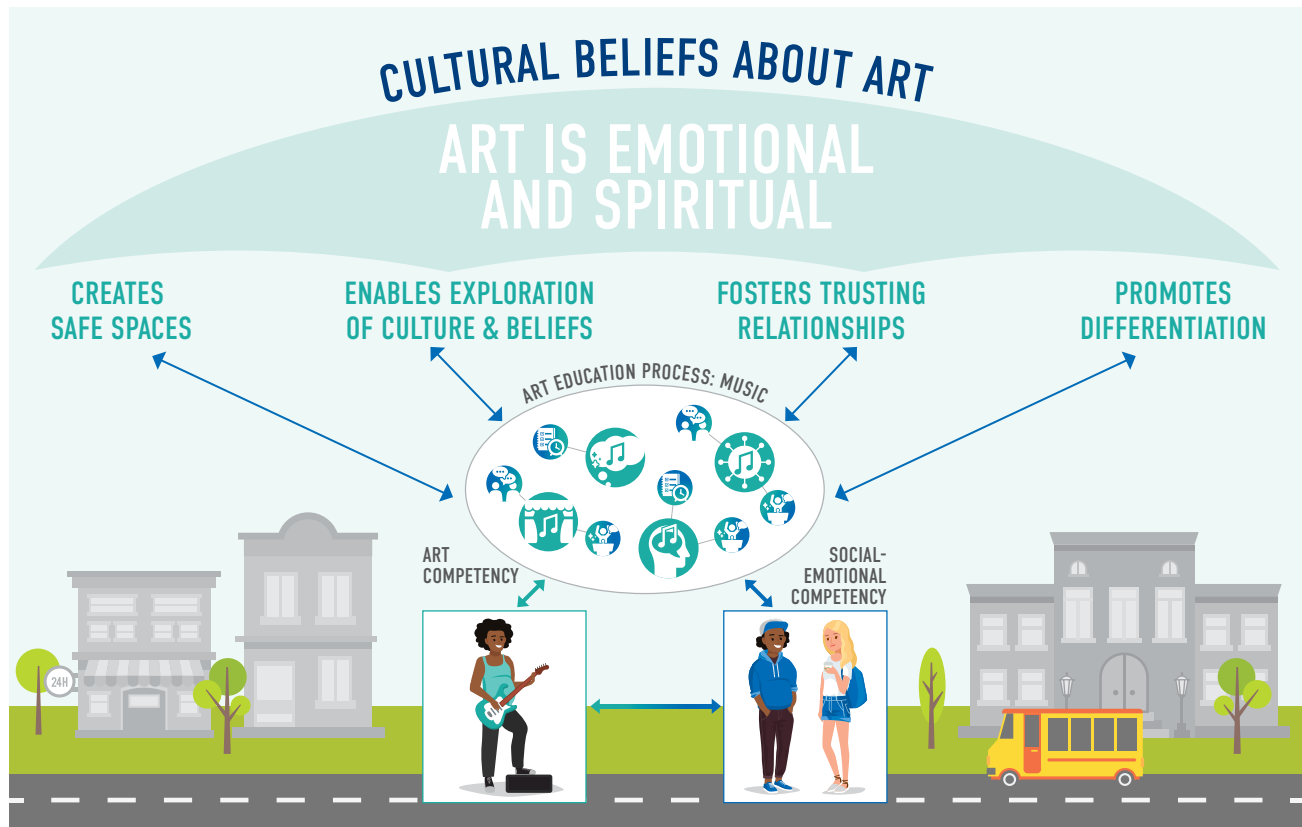 CULTURAL BELIEFS ABOUT ART
ART IS EMOTIONAL
AND SPIRITUAL
CREATES
SAFE SPACES
ENABLES EXPLORATION
OF CULTURE & BELIEFS
FOSTERS TRUSTING
RELATIONSHIPS
PROMOTES
DIFFERENTIATION
ART EDUCATION PROCESS: MUSIC
ART
COMPETENCY
SOCIAL-
EMOTIONAL
COMPETENCY
24H